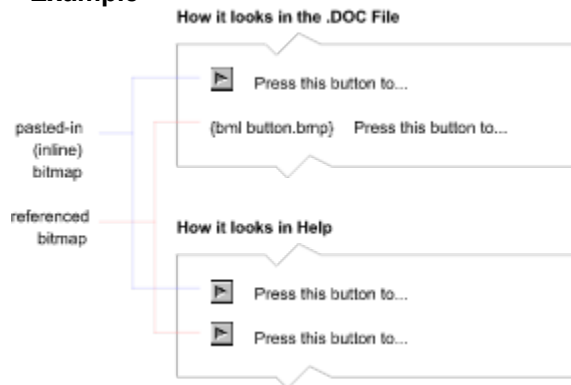 Example
How it looks in the .DOC File
Press this button to...
pasted-in
(inline)
bitmap
{bml button.bmp} Press this button to...
referenced
bitmap
How it looks in Help
Press this button to...
Press this button to...